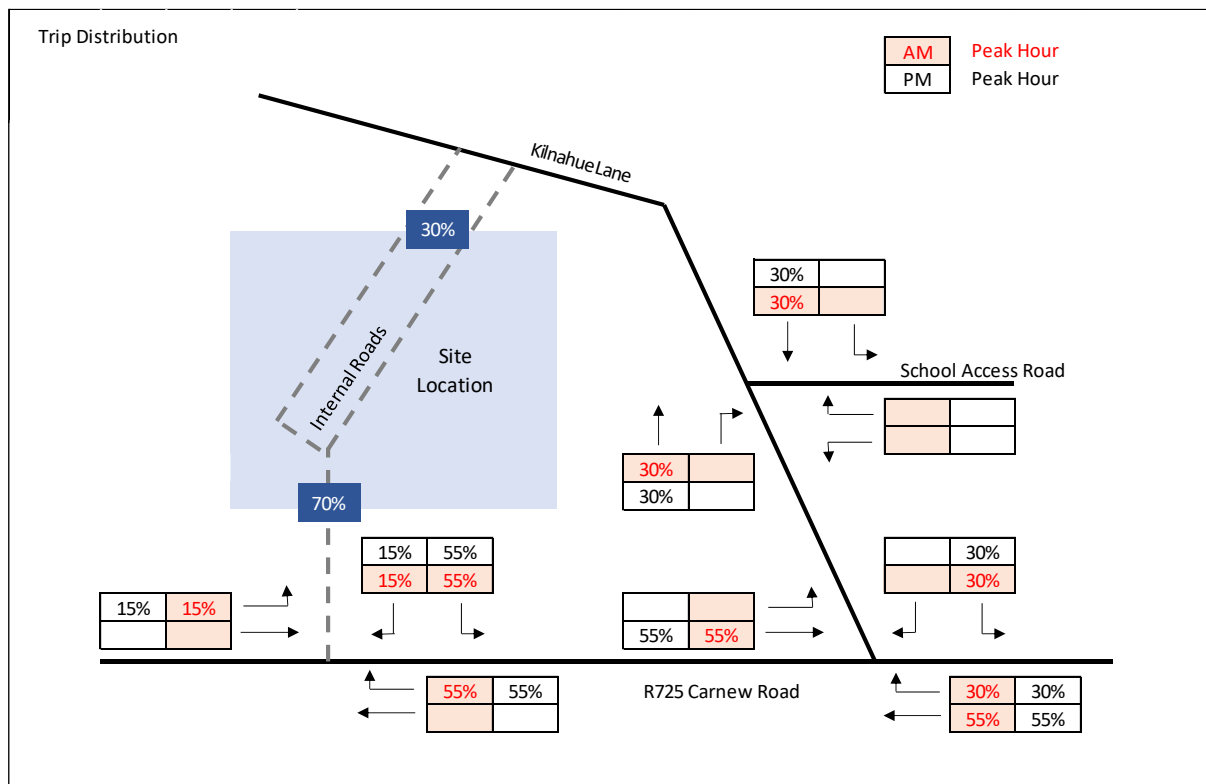 Trip Distribution
AM Peak Hour
PM Peak Hour
Kilnahue Lane
30%
30%
30%
Internal Roads
Site
Location
School Access Road
30%
30%
70%
15% 55%
15% 55%
30%
30%
15% 15%
55% 55%
55% 55%
R725 Carnew Road
30% 30%
55% 55%